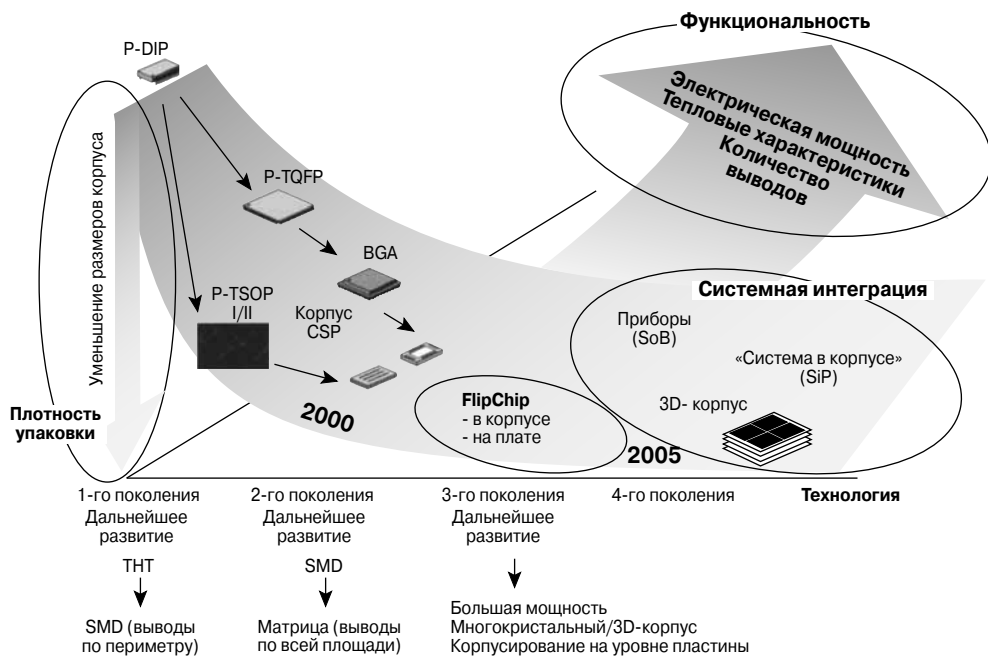 Функциональность
P-DIP
Электрическая мощность
Тепловые характеристики
Количество
выводов
Уменьшение размеров корпуса
P-TQFP
BGA
P-TSOP
I/II
Корпус
CSP
Системная интеграция
Приборы
(SoB)
«Система в корпусе»
(SiP)
3D- корпус
FlipChip
- в корпусе
- на плате
2000
2005
Плотность
упаковки
1-го поколения
Дальнейшее
развитие
2-го поколения
Дальнейшее
развитие
3-го поколения
Дальнейшее
развитие
4-го поколения
Технология
THT
SMD (выводы
по периметру)
SMD
Матрица (выводы
по всей площади)
Большая мощность
Многокристальный/3D-корпус
Корпусирование на уровне пластины